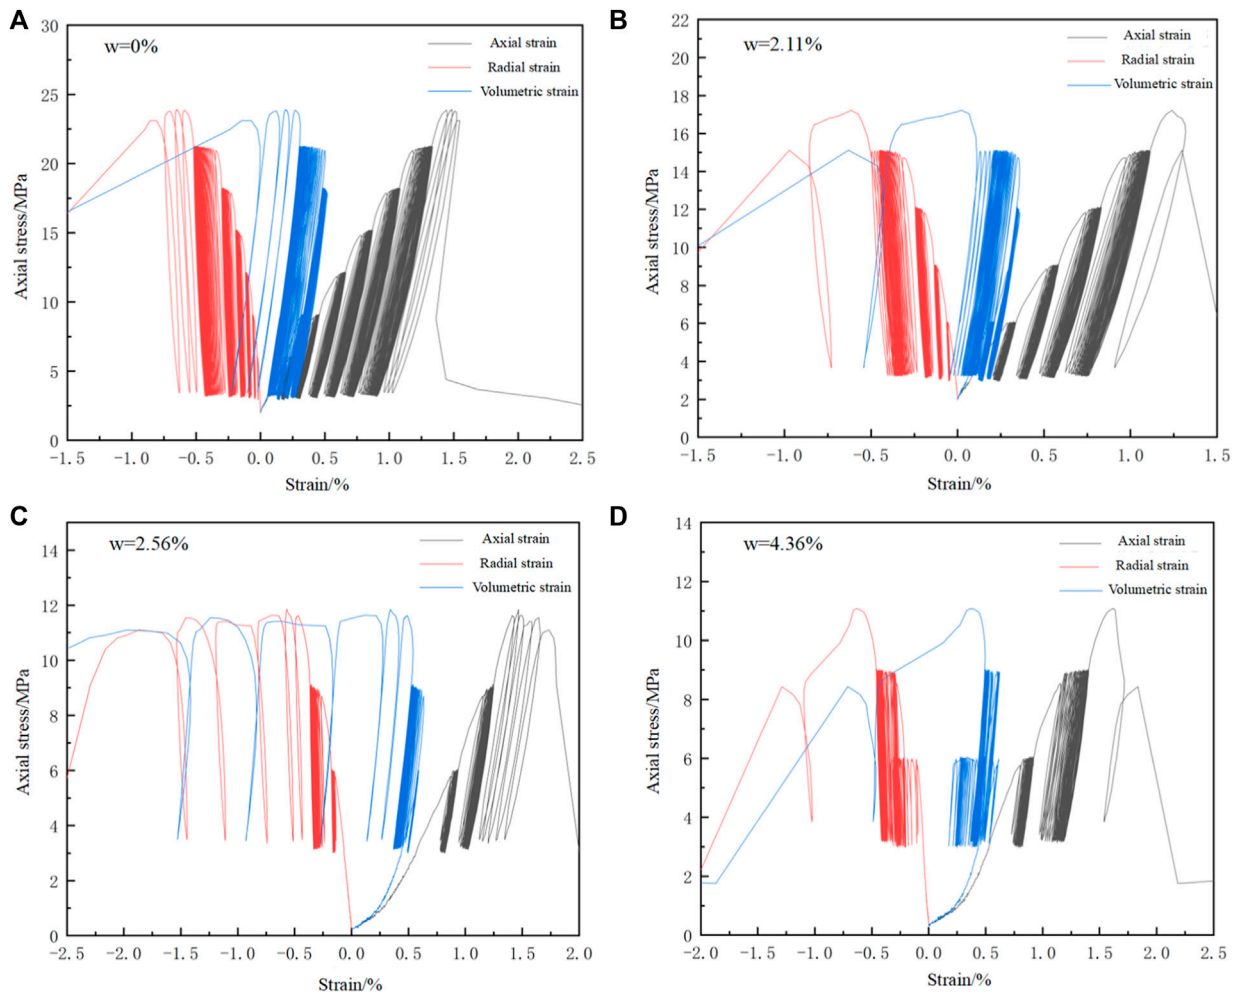 A
w=0%
Axial strain
Radial strain
Volumetric strain
30
25
20
15
10
5
0
Axial stress/MPa
-1.5 -1.0 -0.5 0.0 0.5 1.0 1.5 2.0 2.5
Strain/%
B
w=2.11%
Axial strain
Radial strain
Volumetric strain
22
20
18
16
14
12
10
8
6
4
2
0
Axial stress/MPa
-1.5 -1.0 -0.5 0.0 0.5 1.0 1.5
Strain/%
C
w=2.56%
Axial strain
Radial strain
Volumetric strain
14
12
10
8
6
4
2
0
Axial stress/MPa
-2.5 -2.0 -1.5 -1.0 -0.5 0.0 0.5 1.0 1.5 2.0
Strain/%
D
w=4.36%
Axial strain
Radial strain
Volumetric strain
14
12
10
8
6
4
2
0
Axial stress/MPa
-2.0 -1.5 -1.0 -0.5 0.0 0.5 1.0 1.5 2.0 2.5
Strain/%